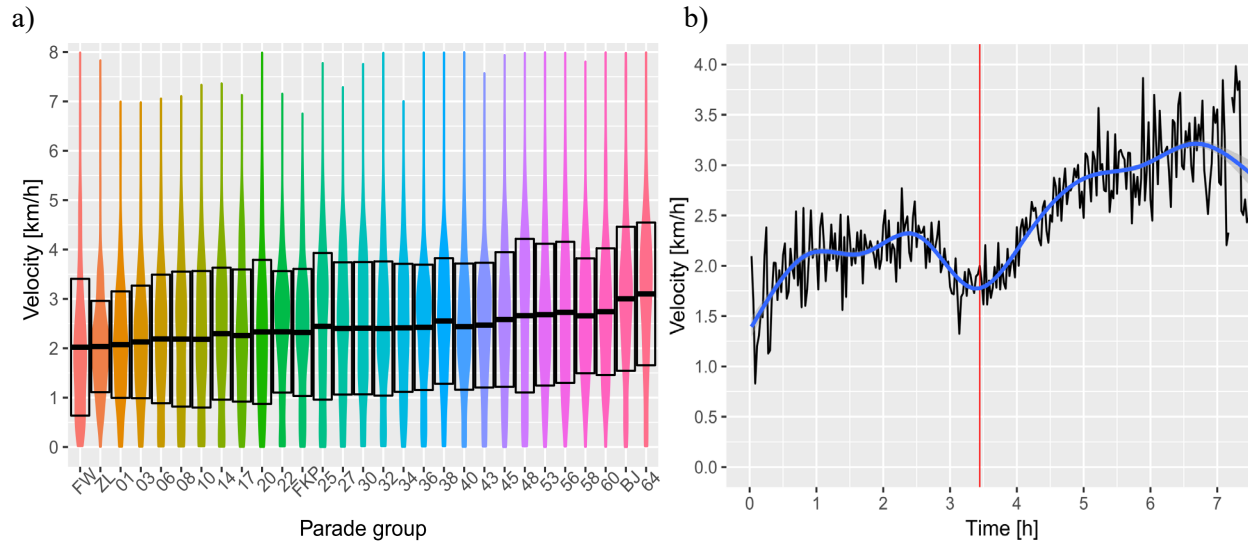 a)
8
7
6
5
4
3
2
1
0
Velocity [km/h]
FW ZL 01 03 06 08 10 14 17 20 22 FKP 25 27 30 32 34 36 38 40 43 45 48 53 56 58 60 BJ 64
Parade group
b)
4.0
3.5
3.0
2.5
2.0
1.5
1.0
0.5
0.0
Velocity [km/h]
0 1 2 3 4 5 6 7
Time [h]